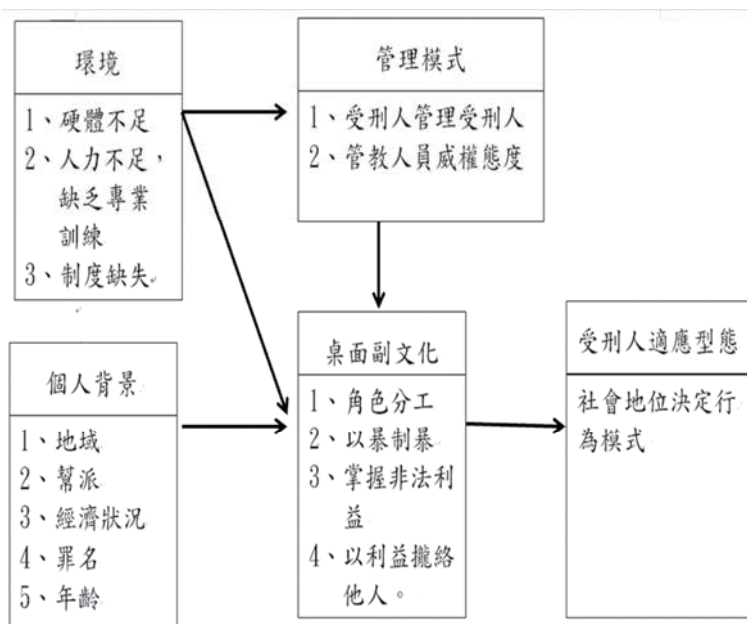 環境
1、硬體不足
2、人力不足，
缺乏專業
訓練
3、制度缺失
管理模式
1、受刑人管理受刑人
2、管教人員威權態度
個人背景
1、地域
2、幫派
3、經濟狀況
4、罪名
5、年齡
桌面副文化
1、角色分工
2、以暴制暴
3、掌握非法利
益
4、以利益攏絡
他人。
受刑人適應型態
社會地位決定行
為模式